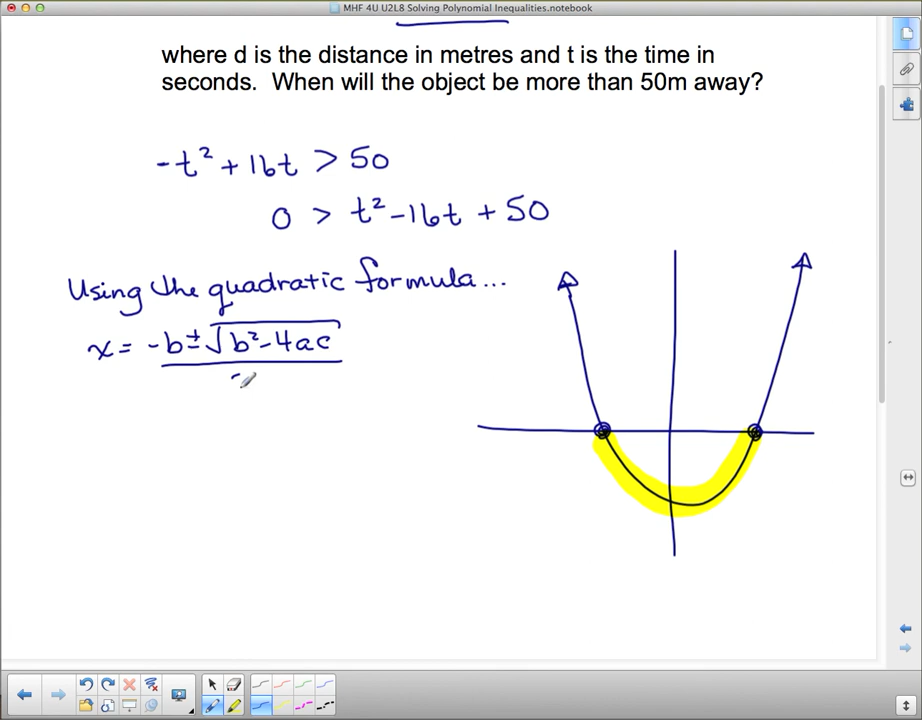 MHF 4U U2L8 Solving Polynomial Inequalities.notebook
where d is the distance in metres and t is the time in
seconds. When will the object be more than 50m away?
-t² + 16t > 50
0 > t² - 16t + 50
Using the quadratic formula...
x = -b ± √b² - 4ac